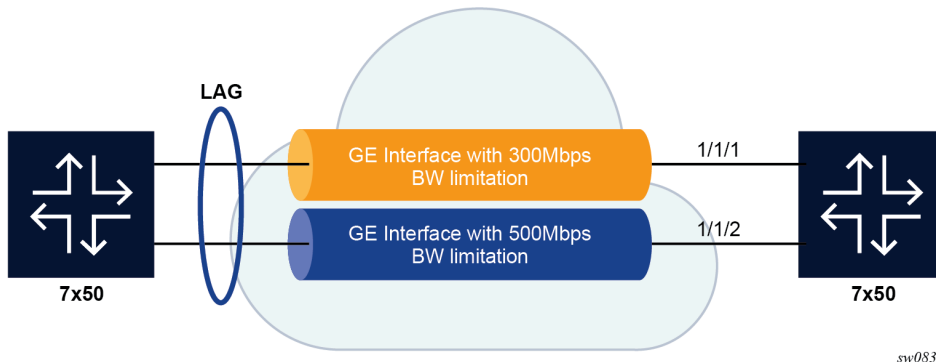 LAG
GE Interface with 300Mbps
BW limitation
1/1/1
GE Interface with 500Mbps
BW limitation
1/1/2
7x50
7x50
sw083